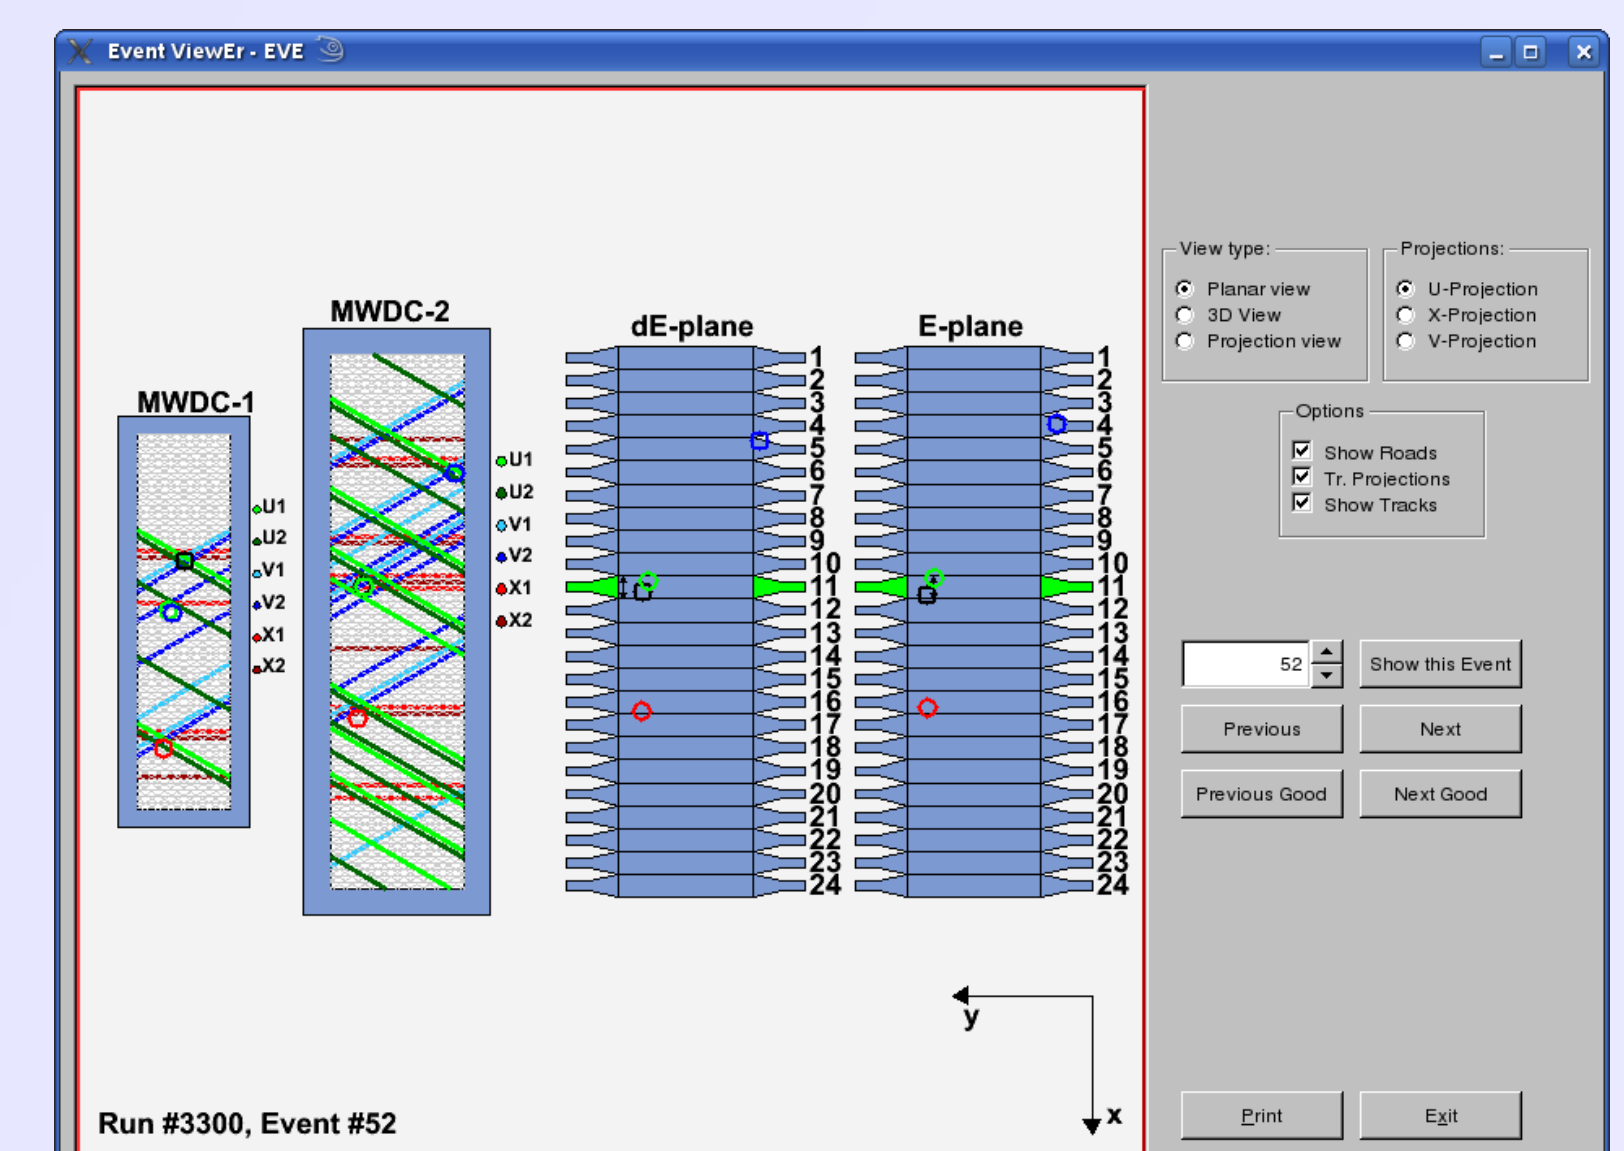 Event ViewEr - EVE
View type:
Planar view
3D View
Projection view
Projections:
U-Projection
X-Projection
V-Projection
Options
Show Roads
Tr. Projections
Show Tracks
MWDC-1
U1
U2
V1
V2
X1
X2
MWDC-2
U1
U2
V1
V2
X1
X2
dE-plane
1
2
3
4
5
6
7
8
9
10
11
12
13
14
15
16
17
18
19
20
21
22
23
24
E-plane
1
2
3
4
5
6
7
8
9
10
11
12
13
14
15
16
17
18
19
20
21
22
23
24
52
Show this Event
Previous
Next
Previous Good
Next Good
y
x
Run #3300, Event #52
Print
Exit